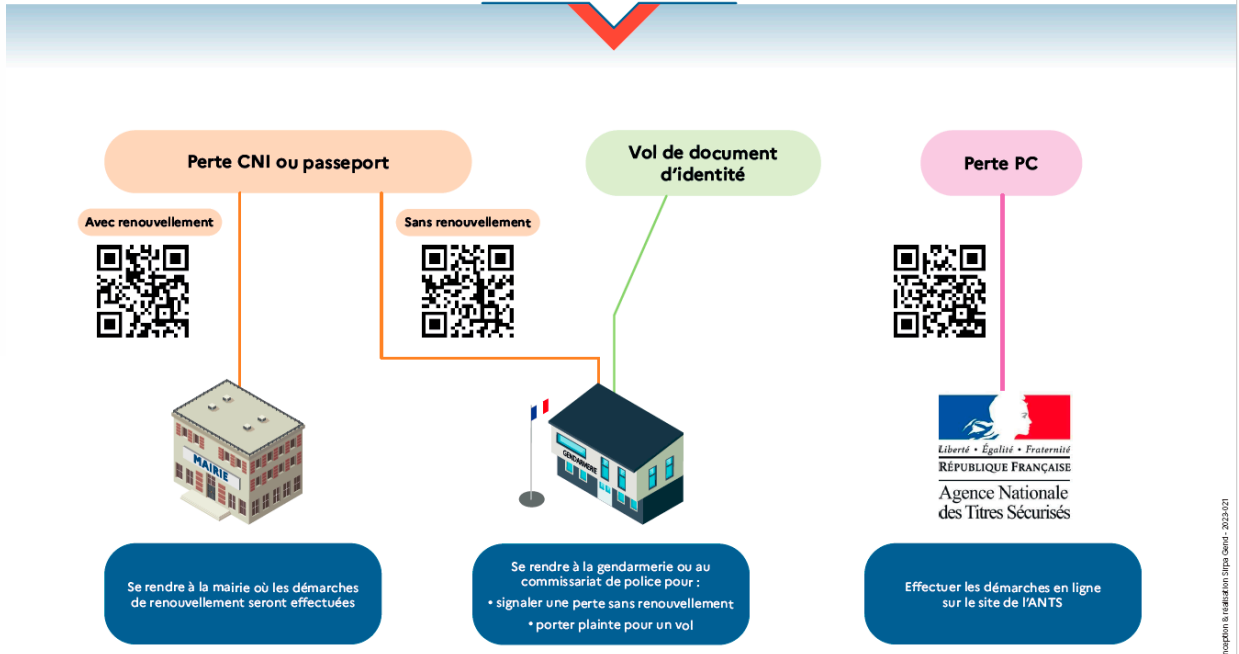 Perte CNI ou passeport
Vol de document
d'identité
Perte PC
Avec renouvellement
Sans renouvellement
MAIRIE
GENDARMERIE
Liberté • Égalité • Fraternité
RÉPUBLIQUE FRANÇAISE
Agence Nationale
des Titres Sécurisés
Se rendre à la mairie où les démarches
de renouvellement seront effectuées
Se rendre à la gendarmerie ou au
commissariat de police pour :
• signaler une perte sans renouvellement
• porter plainte pour un vol
Effectuer les démarches en ligne
sur le site de l'ANTS
& réalisation Sirpa Gend - 2023-021